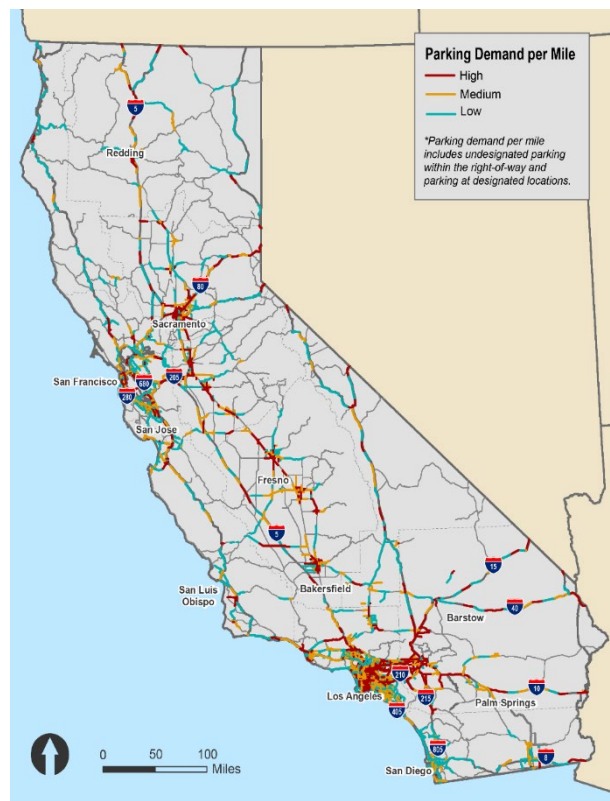 Parking Demand per Mile
High
Medium
Low
*Parking demand per mile
includes undesignated parking
within the right-of-way and
parking at designated locations.
5
Redding
80
Sacramento
San Francisco
680
205
280
San Jose
Fresno
5
15
San Luis
Obispo
Bakersfield
40
Barstow
210
10
Los Angeles
215
Palm Springs
405
805
8
San Diego
0 50 100
Miles